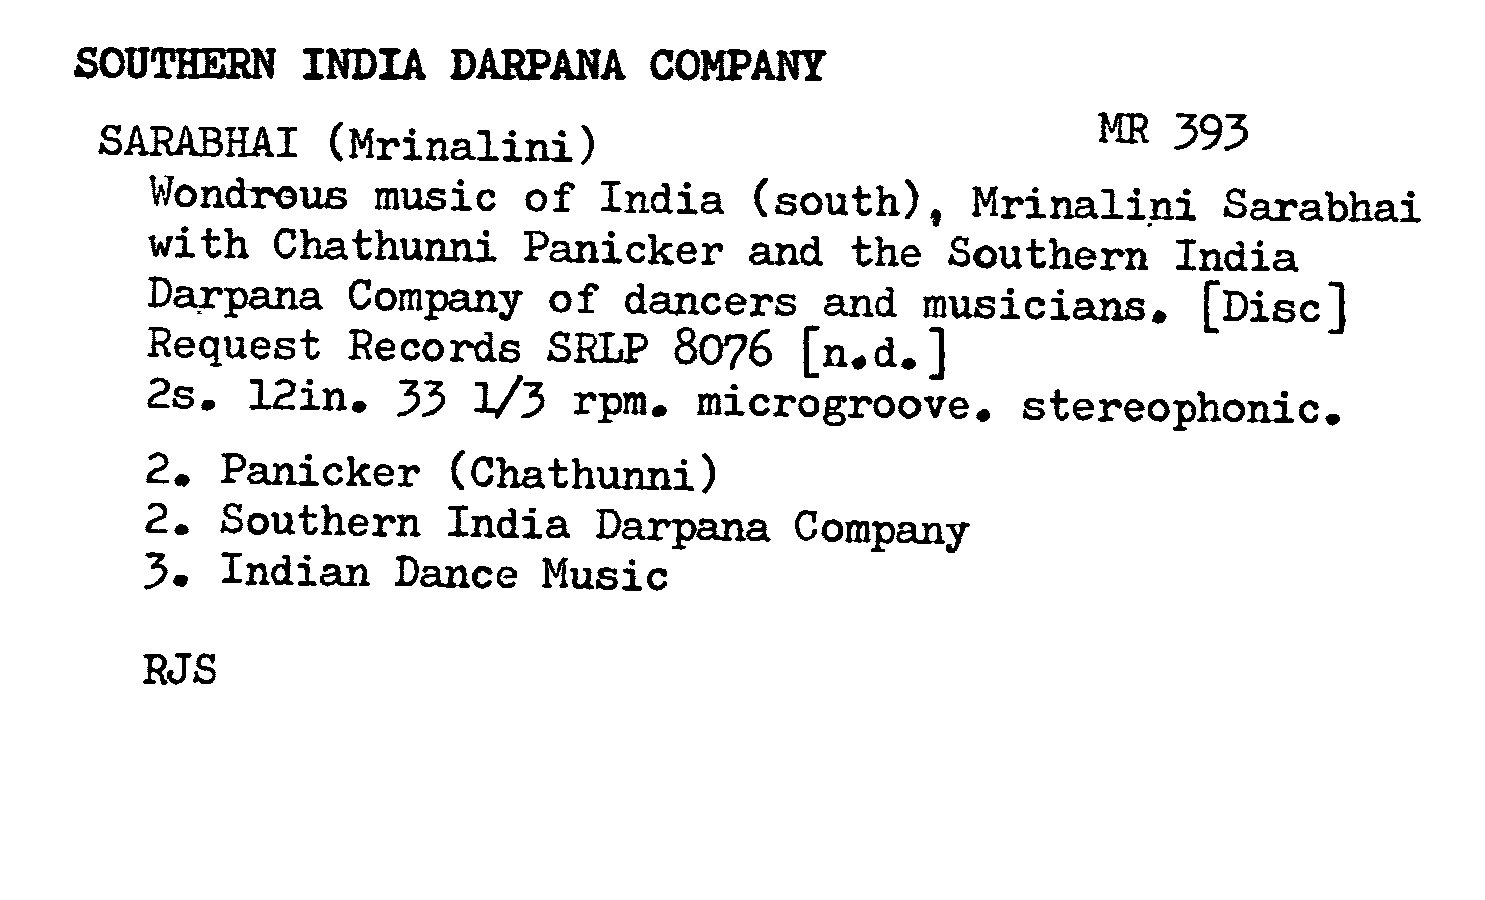 SOUTHERN INDIA DARPANA COMPANY
SARABHAI (Mrinalini) MR 393
Wondrous music of India (south), Mrinalini Sarabhai
with Chathunni Panicker and the Southern India
Darpana Company of dancers and musicians. [Disc]
Request Records SRLP 8076 [n.d.]
2s. 12in. 33 1/3 rpm. microgroove. stereophonic.
2. Panicker (Chathunni)
2. Southern India Darpana Company
3. Indian Dance Music
RJS